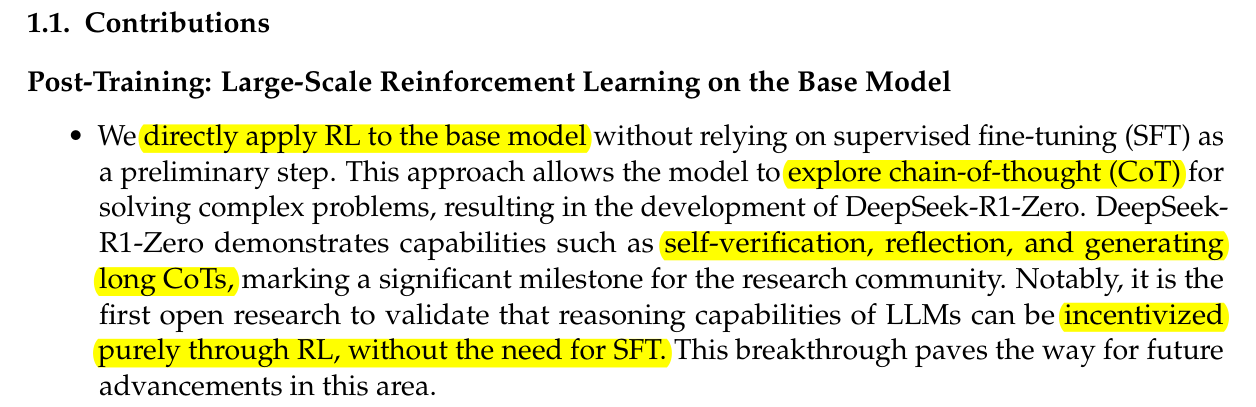 1.1. Contributions
Post-Training: Large-Scale Reinforcement Learning on the Base Model
• We directly apply RL to the base model without relying on supervised fine-tuning (SFT) as
a preliminary step. This approach allows the model to explore chain-of-thought (CoT) for
solving complex problems, resulting in the development of DeepSeek-R1-Zero. DeepSeek-
R1-Zero demonstrates capabilities such as self-verification, reflection, and generating
long CoTs, marking a significant milestone for the research community. Notably, it is the
first open research to validate that reasoning capabilities of LLMs can be incentivized
purely through RL, without the need for SFT. This breakthrough paves the way for future
advancements in this area.